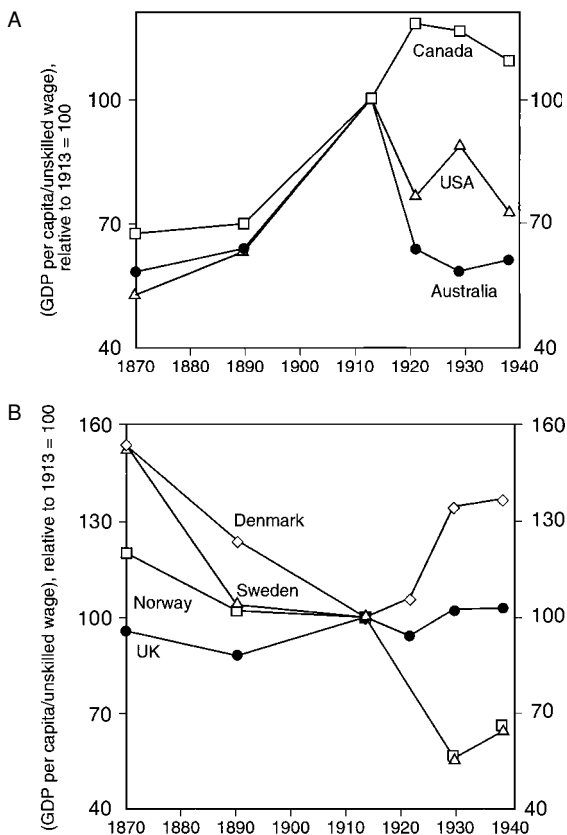 A
(GDP per capita/unskilled wage),
relative to 1913 = 100
100
70
40
100
70
40
Canada
USA
Australia
1870 1880 1890 1900 1910 1920 1930 1940
B
(GDP per capita/unskilled wage), relative to 1913 = 100
160
130
100
70
40
160
130
100
70
40
Denmark
Sweden
Norway
UK
1870 1880 1890 1900 1910 1920 1930 1940